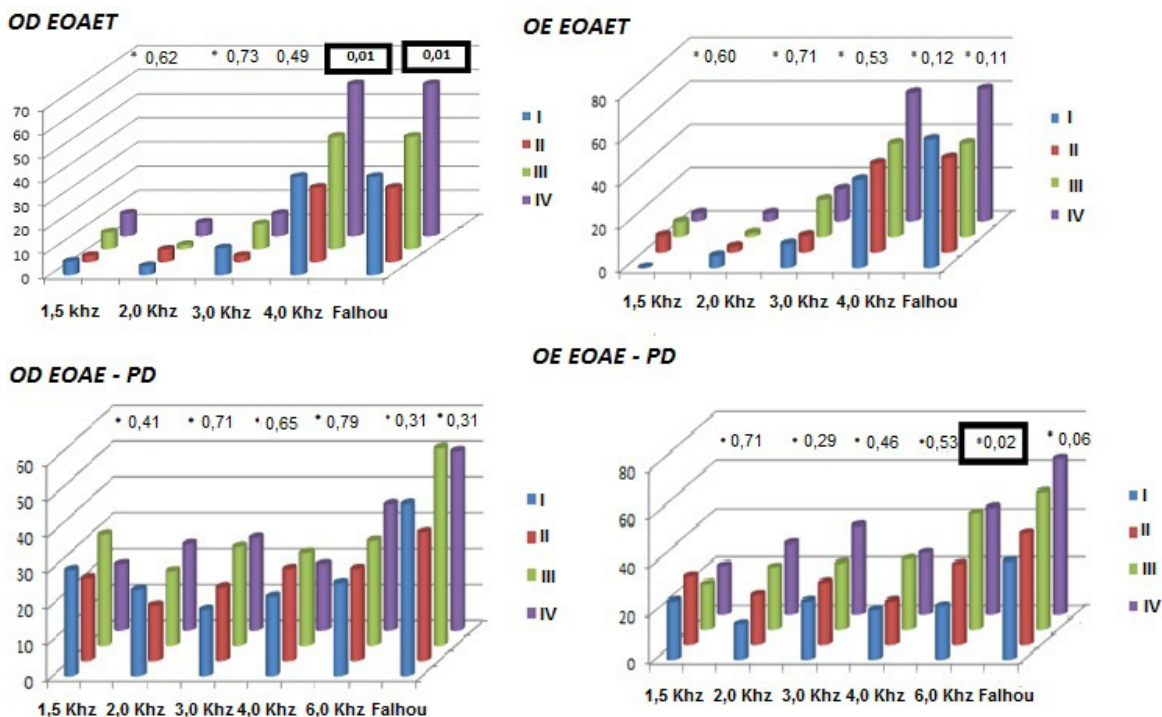 OD EOAET
* 0,62 * 0,73 0,49 0,01 0,01
70
60
50
40
30
20
10
0
1,5 khz 2,0 Khz 3,0 Khz 4,0 Khz Falhou
I
II
III
IV
OE EOAET
* 0,60 * 0,71 * 0,53 * 0,12 * 0,11
80
60
40
20
0
1,5 Khz 2,0 Khz 3,0 Khz 4,0 Khz Falhou
I
II
III
IV
OD EOAE - PD
* 0,41 * 0,71 * 0,65 * 0,79 * 0,31 * 0,31
60
50
40
30
20
10
0
1,5 Khz 2,0 Khz 3,0 Khz 4,0 Khz 6,0 Khz Falhou
I
II
III
IV
OE EOAE - PD
* 0,71 * 0,29 * 0,46 *0,53 *0,02 * 0,06
80
60
40
20
0
1,5 Khz 2,0 Khz 3,0 Khz 4,0 Khz 6,0 Khz Falhou
I
II
III
IV